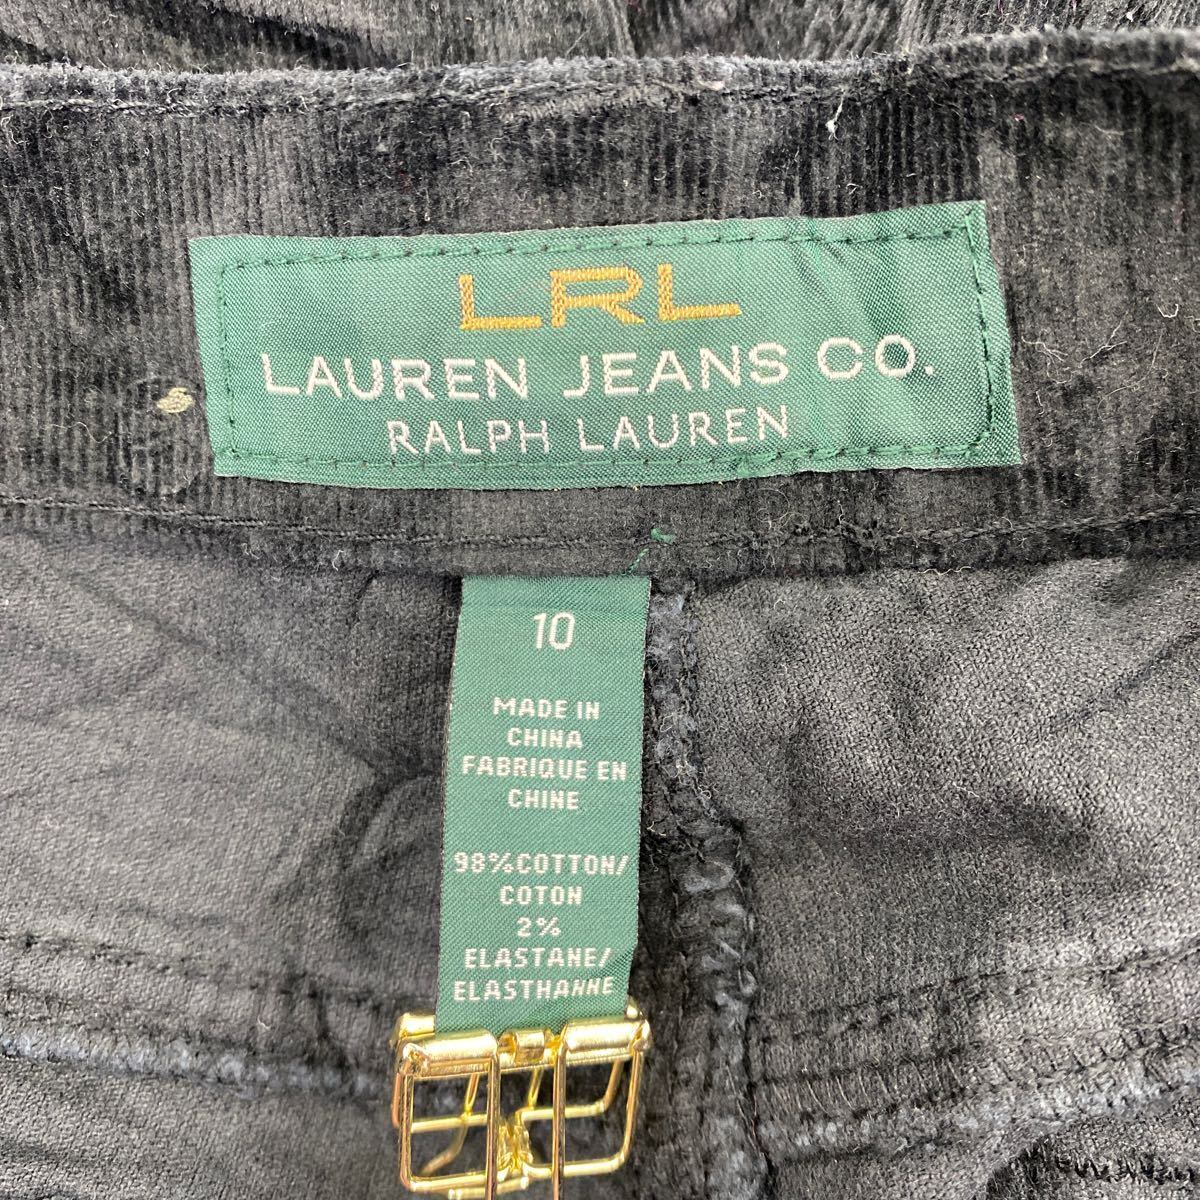 LRL
LAUREN JEANS CO.
RALPH LAUREN
10
MADE IN
CHINA
FABRIQUE EN
CHINE
98%COTTON/
COTON
2%
ELASTANE/
ELASTHANNE